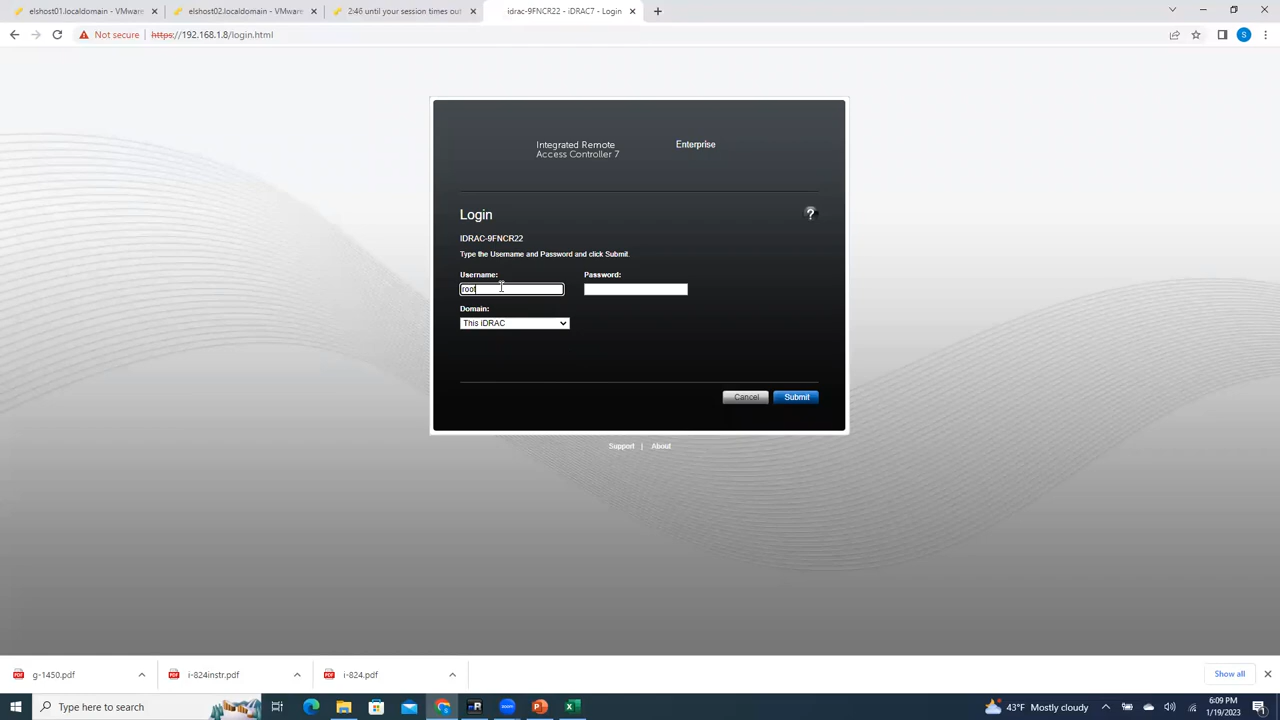 elshost01.localdomain - VMware
elshost02.localdomain - VMware
2:46 until your session times out
idrac-9FNCR22 - iDRAC7 - Login
Not secure
https://192.168.1.8/login.html
S
Integrated Remote
Access Controller 7
Enterprise
Login
?
IDRAC-9FNCR22
Type the Username and Password and click Submit.
Username:
Password:
root
Domain:
This iDRAC
Cancel
Submit
Support | About
g-1450.pdf
i-824instr.pdf
i-824.pdf
Show all
Type here to search
43°F Mostly cloudy
6:09 PM
1/19/2023